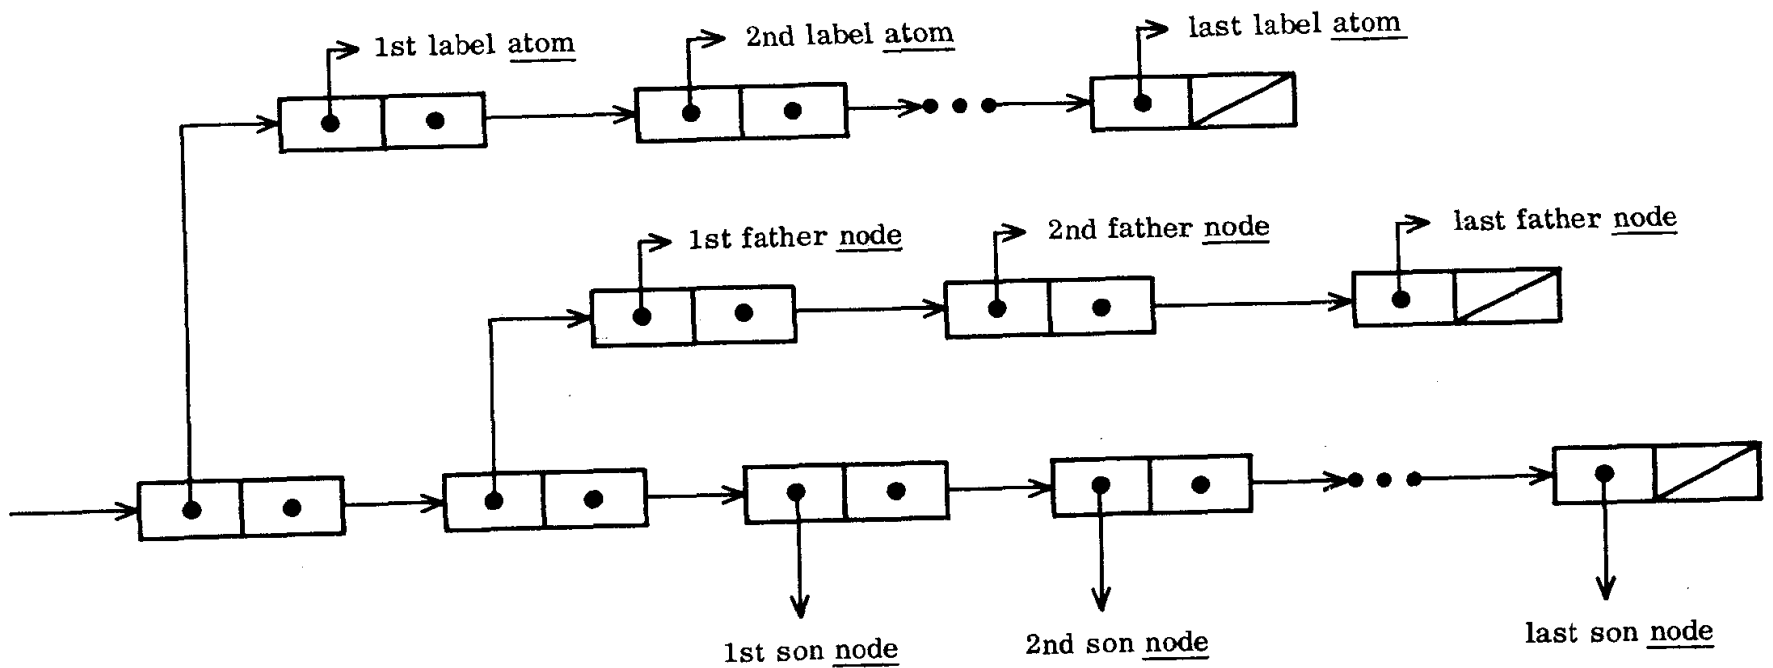 1st label atom
2nd label atom
last label atom
1st father node
2nd father node
last father node
1st son node
2nd son node
last son node